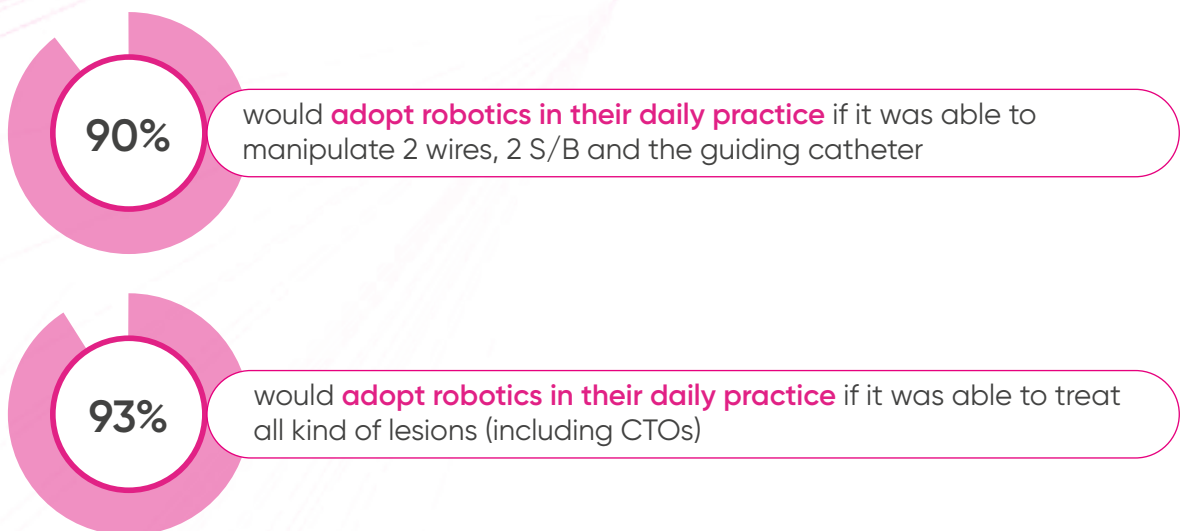 90%
would adopt robotics in their daily practice if it was able to
manipulate 2 wires, 2 S/B and the guiding catheter
93%
would adopt robotics in their daily practice if it was able to treat
all kind of lesions (including CTOs)